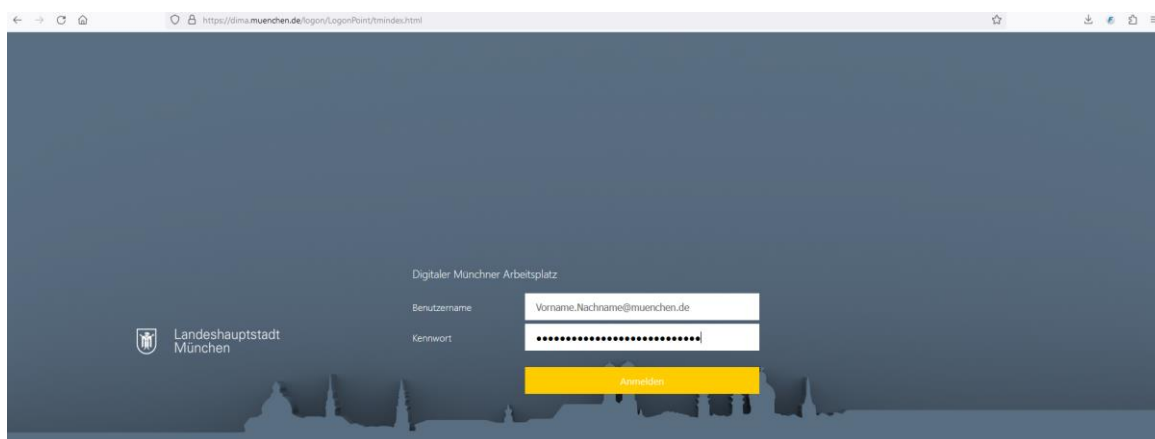 https://dima.muenchen.de/logon/LogonPoint/tmindex.html
Digitaler Münchner Arbeitsplatz
Benutzername
Vorname.Nachname@muenchen.de
Landeshauptstadt
München
Kennwort
••••••••••••••••••••••••••••
Anmelden